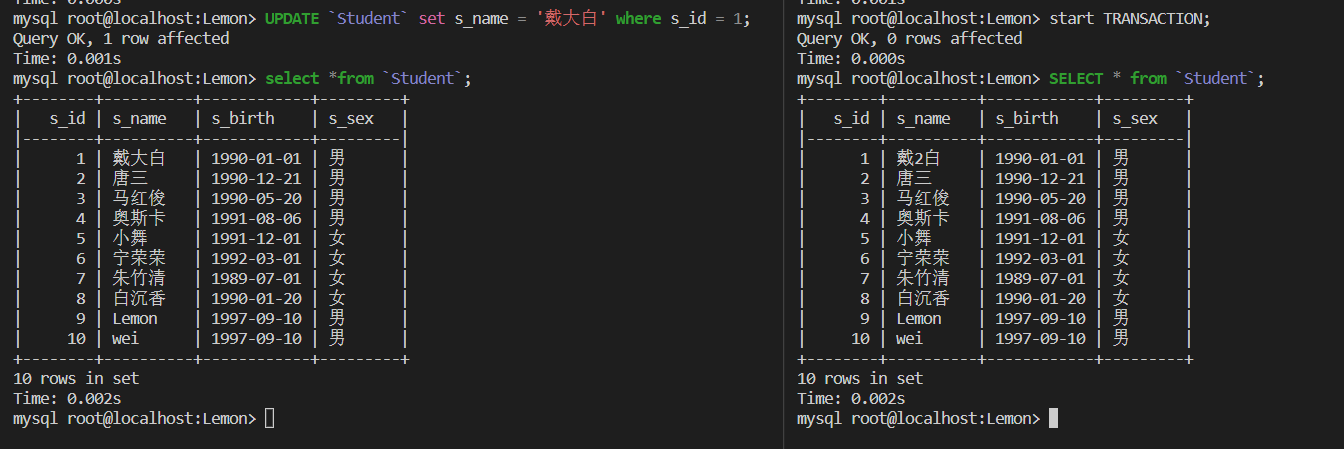 mysql root@localhost:Lemon> UPDATE `Student` set s_name = '戴大白' where s_id = 1;
Query OK, 1 row affected
Time: 0.001s
mysql root@localhost:Lemon> select *from `Student`;
+--------+----------+------------+---------+
|   s_id | s_name   | s_birth    | s_sex   |
|--------+----------+------------+---------|
|      1 | 戴大白   | 1990-01-01 | 男      |
|      2 | 唐三     | 1990-12-21 | 男      |
|      3 | 马红俊   | 1990-05-20 | 男      |
|      4 | 奥斯卡   | 1991-08-06 | 男      |
|      5 | 小舞     | 1991-12-01 | 女      |
|      6 | 宁荣荣   | 1992-03-01 | 女      |
|      7 | 朱竹清   | 1989-07-01 | 女      |
|      8 | 白沉香   | 1990-01-20 | 女      |
|      9 | Lemon    | 1997-09-10 | 男      |
|     10 | wei      | 1997-09-10 | 男      |
+--------+----------+------------+---------+
10 rows in set
Time: 0.002s
mysql root@localhost:Lemon>
mysql root@localhost:Lemon> start TRANSACTION;
Query OK, 0 rows affected
Time: 0.000s
mysql root@localhost:Lemon> SELECT * from `Student`;
+--------+----------+------------+---------+
|   s_id | s_name   | s_birth    | s_sex   |
|--------+----------+------------+---------|
|      1 | 戴2白    | 1990-01-01 | 男      |
|      2 | 唐三     | 1990-12-21 | 男      |
|      3 | 马红俊   | 1990-05-20 | 男      |
|      4 | 奥斯卡   | 1991-08-06 | 男      |
|      5 | 小舞     | 1991-12-01 | 女      |
|      6 | 宁荣荣   | 1992-03-01 | 女      |
|      7 | 朱竹清   | 1989-07-01 | 女      |
|      8 | 白沉香   | 1990-01-20 | 女      |
|      9 | Lemon    | 1997-09-10 | 男      |
|     10 | wei      | 1997-09-10 | 男      |
+--------+----------+------------+---------+
10 rows in set
Time: 0.002s
mysql root@localhost:Lemon>